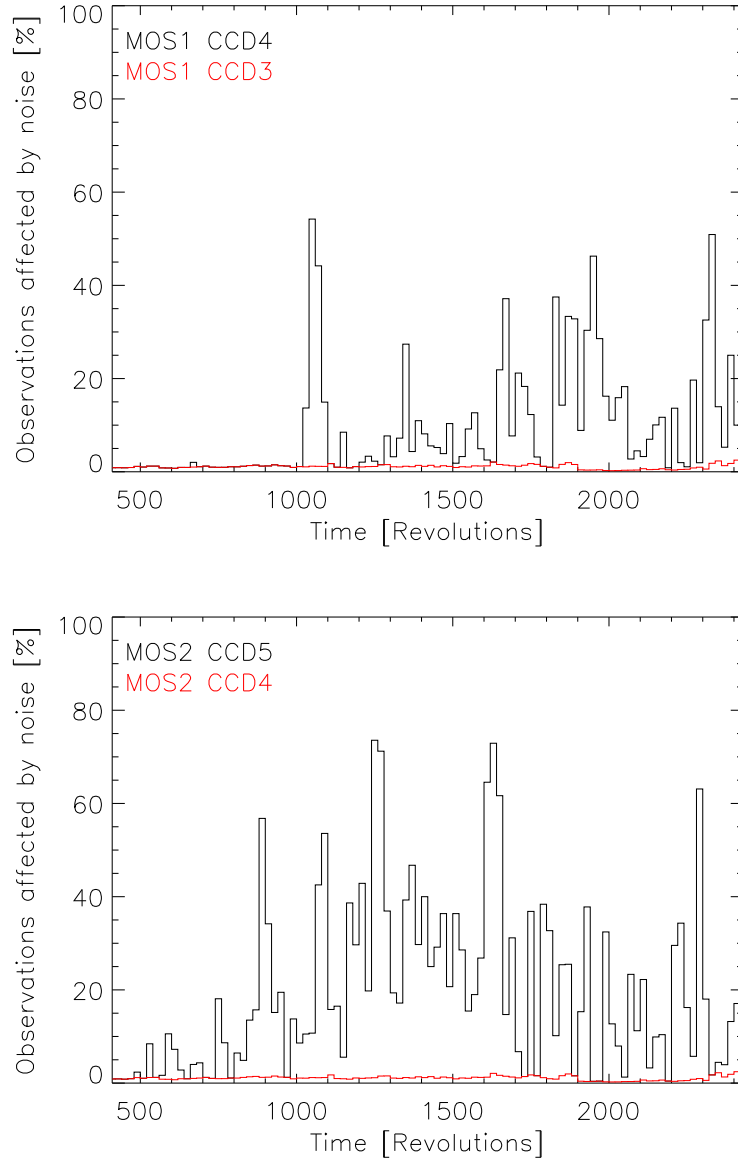 100
80
60
40
20
0
Observations affected by noise [%]
MOS1 CCD4
MOS1 CCD3
500 1000 1500 2000
Time [Revolutions]
100
80
60
40
20
0
Observations affected by noise [%]
MOS2 CCD5
MOS2 CCD4
500 1000 1500 2000
Time [Revolutions]